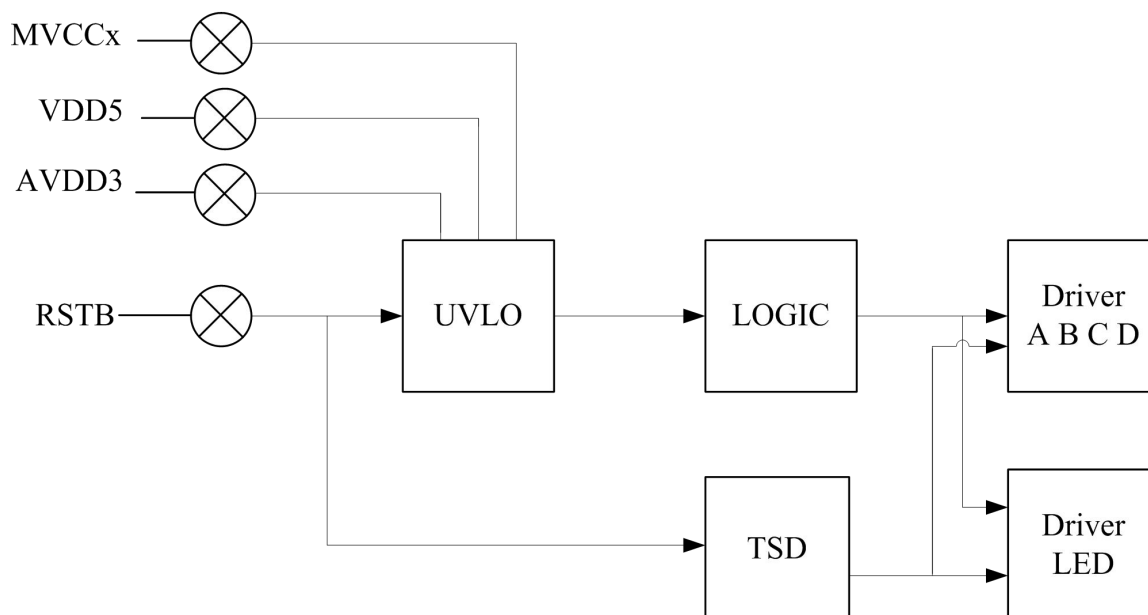 MVCCx
VDD5
AVDD3
RSTB
UVLO
LOGIC
Driver
A B C D
TSD
Driver
LED